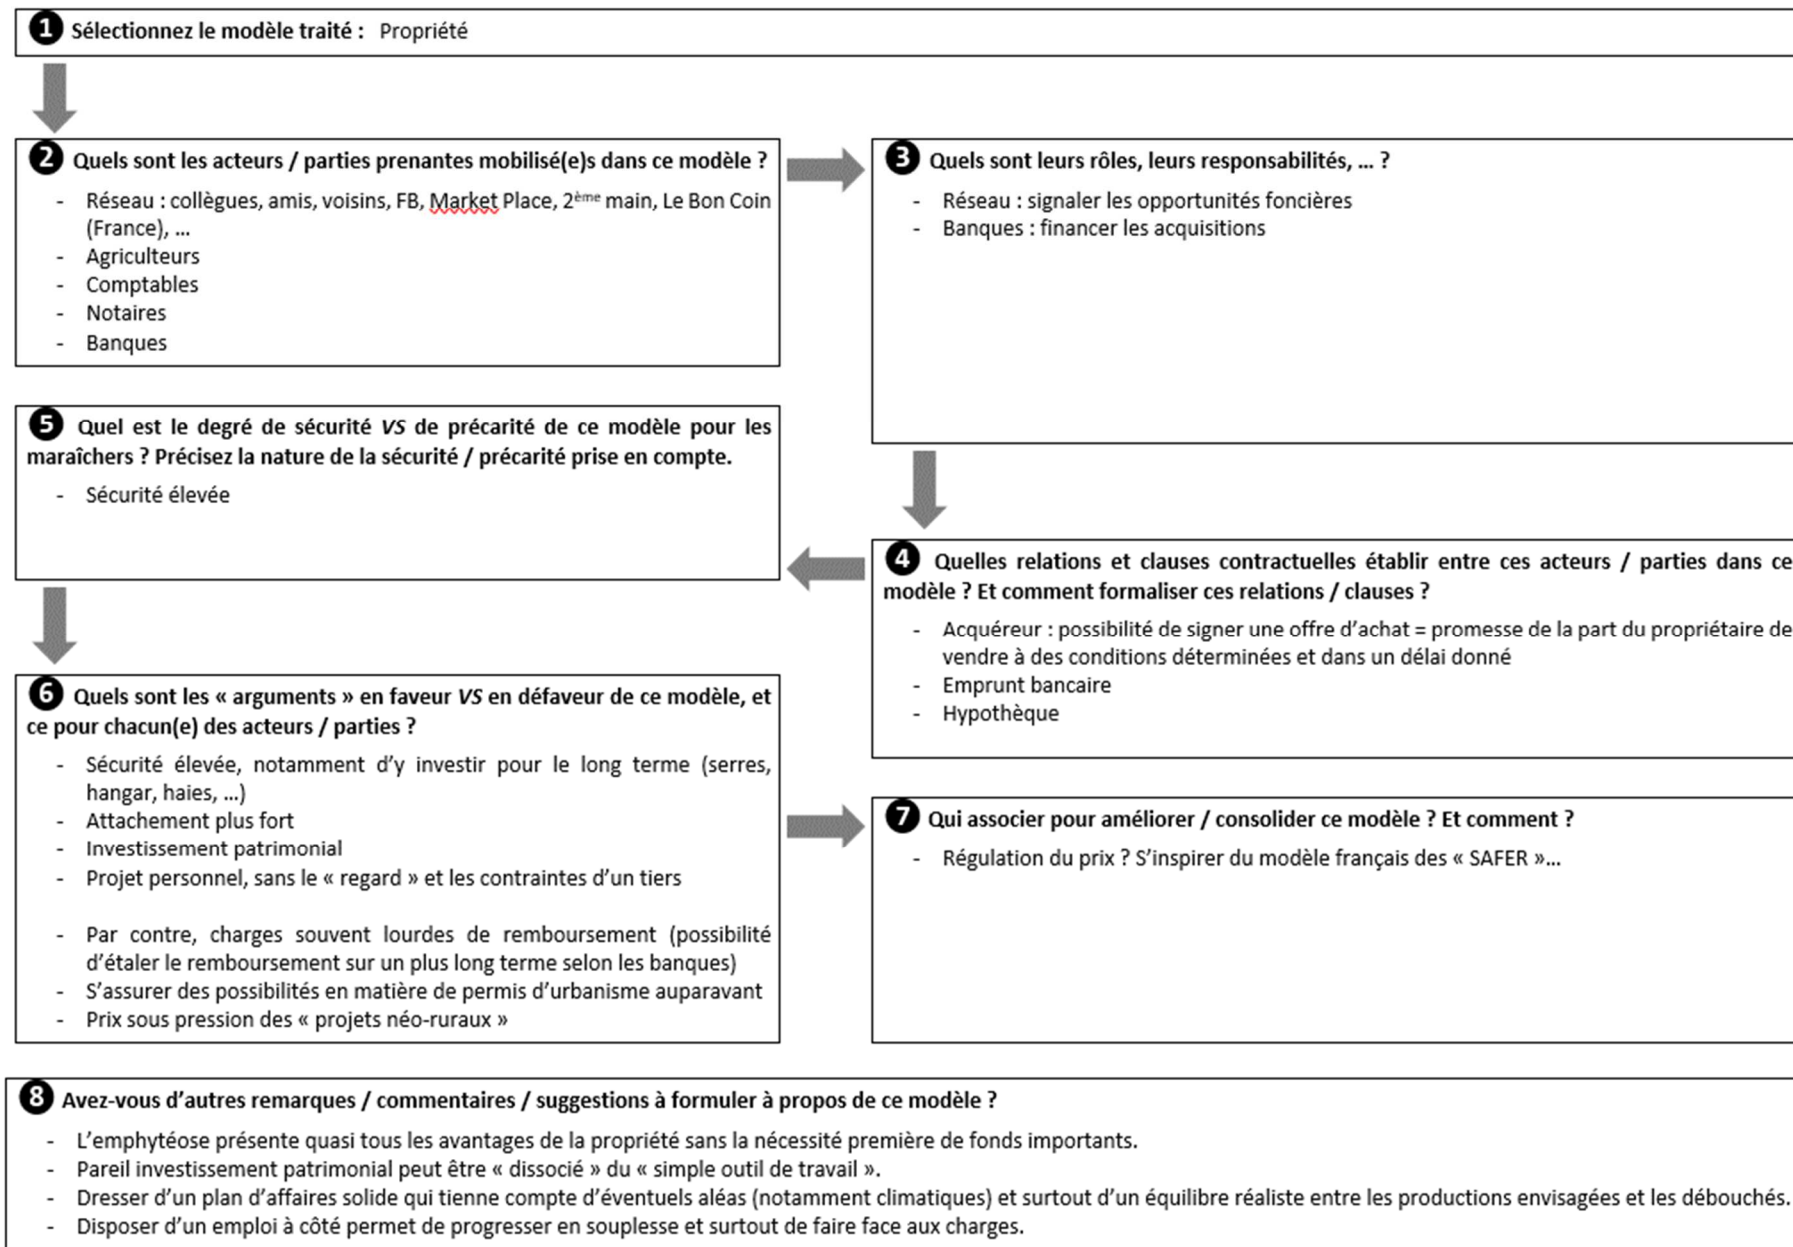 1 Sélectionnez le modèle traité : Propriété
2 Quels sont les acteurs / parties prenantes mobilisé(e)s dans ce modèle ?
- Réseau : collègues, amis, voisins, FB, Market Place, 2ème main, Le Bon Coin
(France), ...
- Agriculteurs
- Comptables
- Notaires
- Banques
3 Quels sont leurs rôles, leurs responsabilités, ... ?
- Réseau : signaler les opportunités foncières
- Banques : financer les acquisitions
4 Quelles relations et clauses contractuelles établir entre ces acteurs / parties dans ce
modèle ? Et comment formaliser ces relations / clauses ?
- Acquéreur : possibilité de signer une offre d'achat = promesse de la part du propriétaire de
vendre à des conditions déterminées et dans un délai donné
- Emprunt bancaire
- Hypothèque
5 Quel est le degré de sécurité VS de précarité de ce modèle pour les
maraîchers ? Précisez la nature de la sécurité / précarité prise en compte.
- Sécurité élevée
6 Quels sont les « arguments » en faveur VS en défaveur de ce modèle, et
ce pour chacun(e) des acteurs / parties ?
- Sécurité élevée, notamment d'y investir pour le long terme (serres,
hangar, haies, ...)
- Attachement plus fort
- Investissement patrimonial
- Projet personnel, sans le « regard » et les contraintes d'un tiers
- Par contre, charges souvent lourdes de remboursement (possibilité
d'étaler le remboursement sur un plus long terme selon les banques)
- S'assurer des possibilités en matière de permis d'urbanisme auparavant
- Prix sous pression des « projets néo-ruraux »
7 Qui associer pour améliorer / consolider ce modèle ? Et comment ?
- Régulation du prix ? S'inspirer du modèle français des « SAFER »...
8 Avez-vous d'autres remarques / commentaires / suggestions à formuler à propos de ce modèle ?
- L'emphytéose présente quasi tous les avantages de la propriété sans la nécessité première de fonds importants.
- Pareil investissement patrimonial peut être « dissocié » du « simple outil de travail ».
- Dresser d'un plan d'affaires solide qui tienne compte d'éventuels aléas (notamment climatiques) et surtout d'un équilibre réaliste entre les productions envisagées et les débouchés.
- Disposer d'un emploi à côté permet de progresser en souplesse et surtout de faire face aux charges.